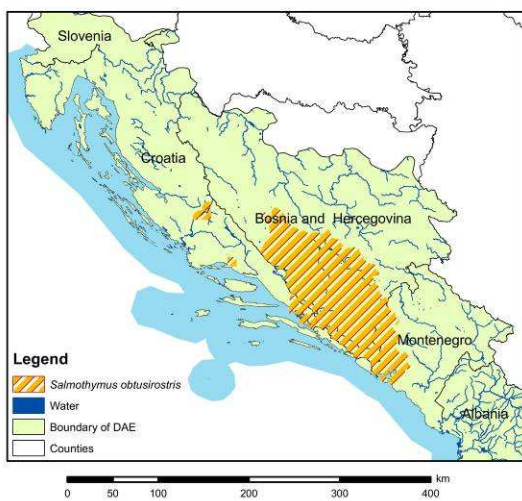 Slovenia
Croatia
Bosnia and Hercegovina
Montenegro
Albania
Legend
Salmothymus obtusirostris
Water
Boundary of DAE
Counties
km
0 50 100 200 300 400